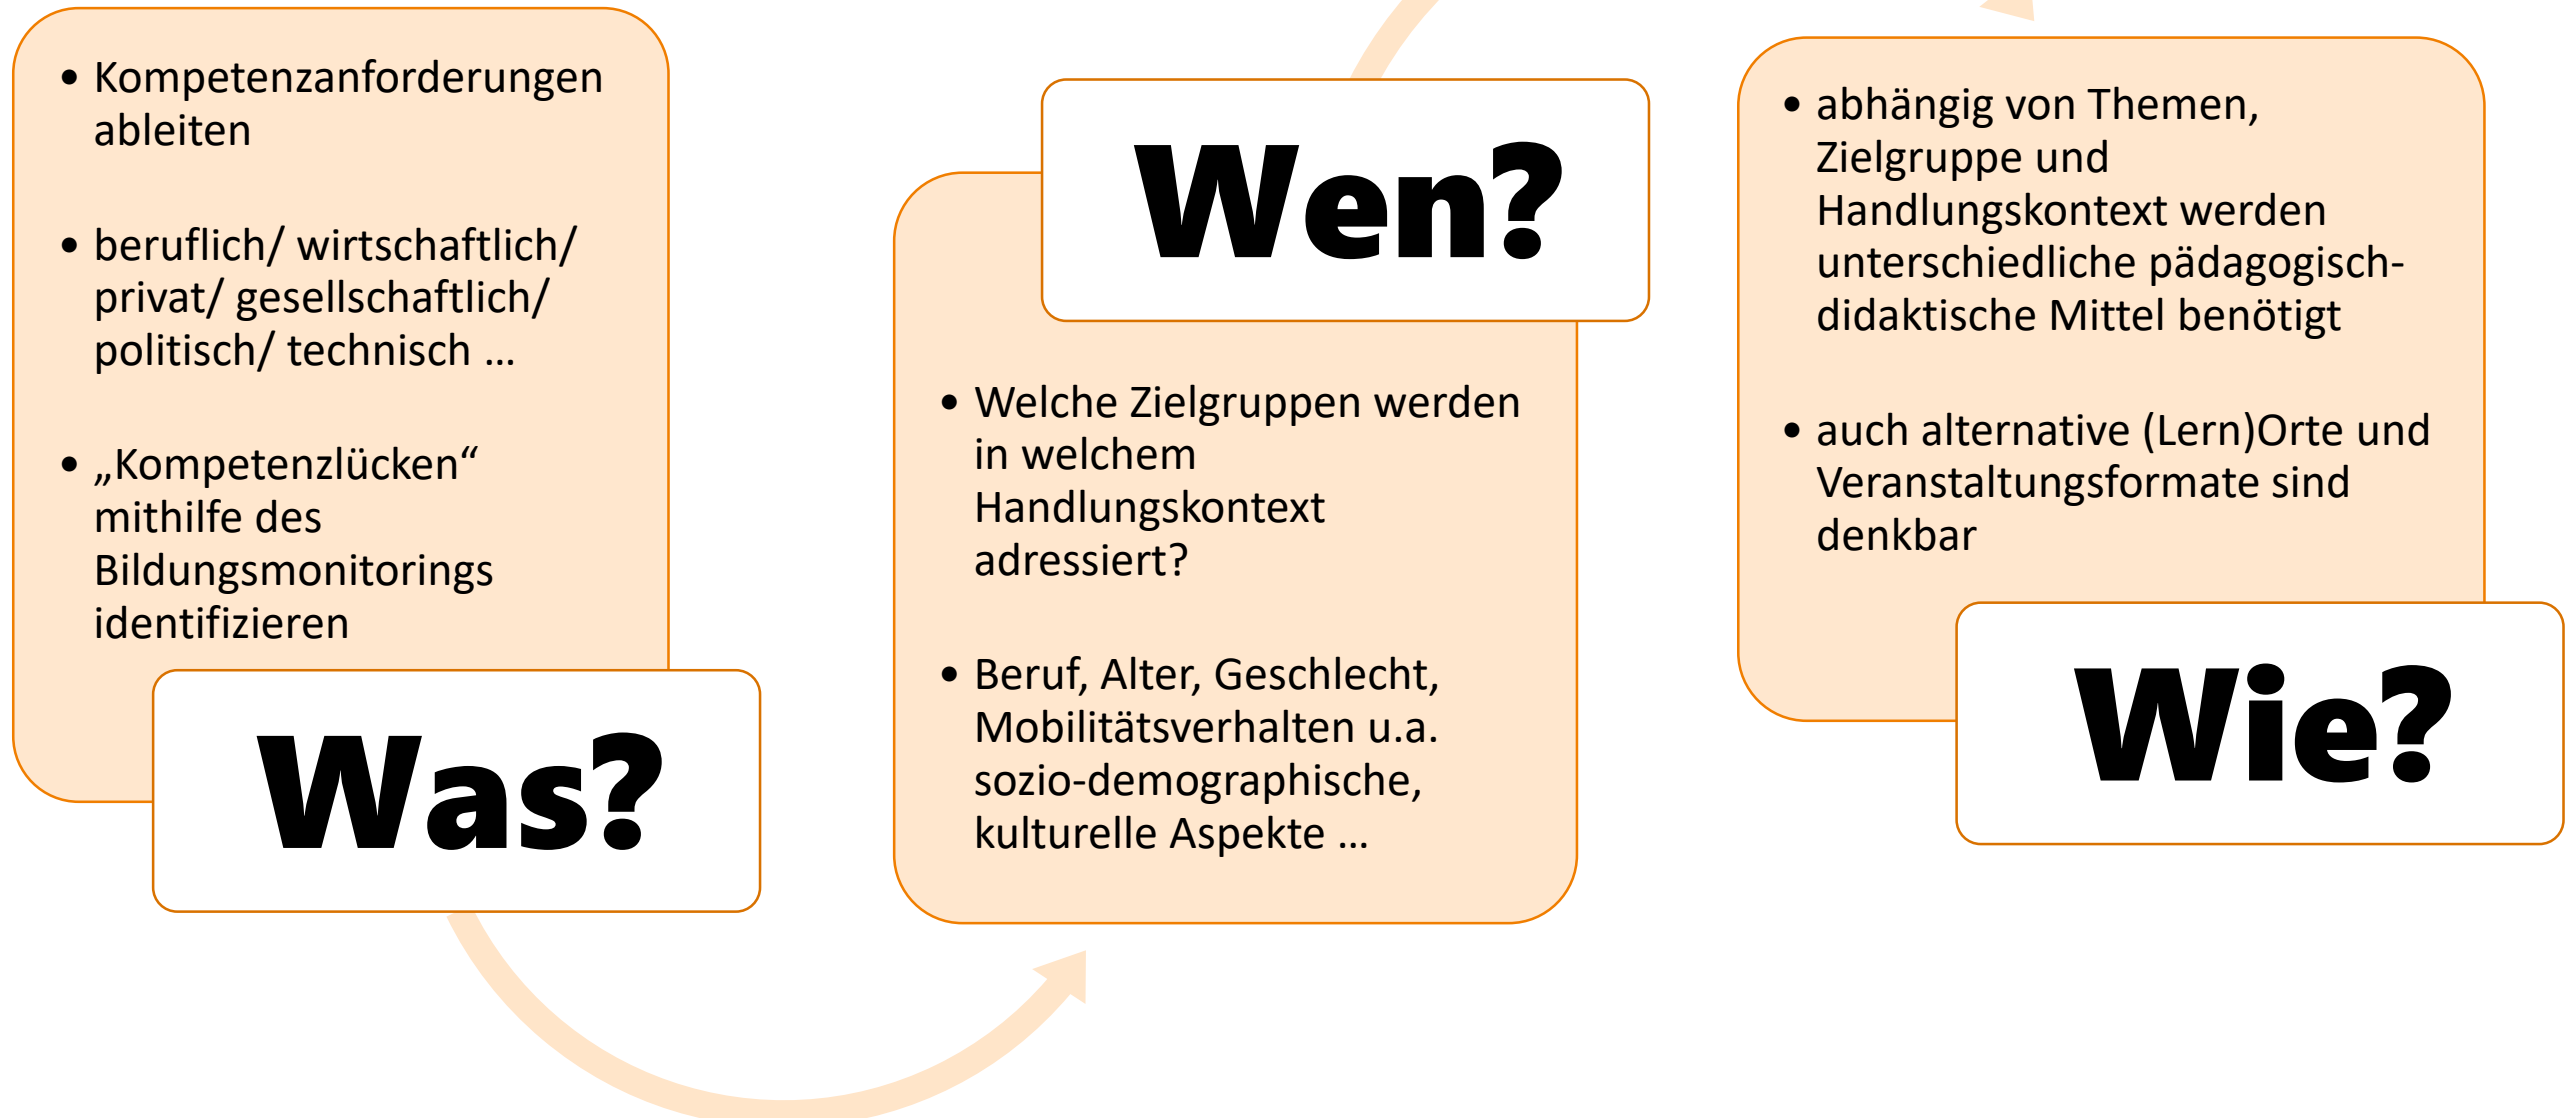 • Kompetenzanforderungen
ableiten
• beruflich/ wirtschaftlich/
privat/ gesellschaftlich/
politisch/ technisch …
• „Kompetenzlücken“
mithilfe des
Bildungsmonitorings
identifizieren
Was?
Wen?
• Welche Zielgruppen werden
in welchem
Handlungskontext
adressiert?
• Beruf, Alter, Geschlecht,
Mobilitätsverhalten u.a.
sozio-demographische,
kulturelle Aspekte …
• abhängig von Themen,
Zielgruppe und
Handlungskontext werden
unterschiedliche pädagogisch-
didaktische Mittel benötigt
• auch alternative (Lern)Orte und
Veranstaltungsformate sind
denkbar
Wie?